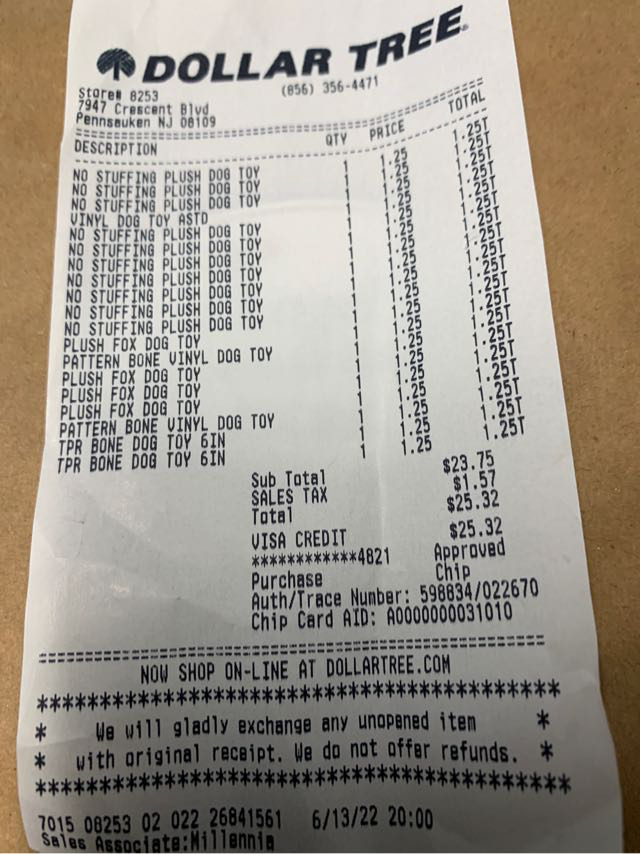 DOLLAR TREE
Store# 8253 (856) 356-4471
7947 Crescent Blvd
Pennsauken NJ 08109
========================================
DESCRIPTION QTY PRICE TOTAL
----------------------------------------
NO STUFFING PLUSH DOG TOY 1 1.25 1.25T
NO STUFFING PLUSH DOG TOY 1 1.25 1.25T
NO STUFFING PLUSH DOG TOY 1 1.25 1.25T
VINYL DOG TOY ASTD 1 1.25 1.25T
NO STUFFING PLUSH DOG TOY 1 1.25 1.25T
NO STUFFING PLUSH DOG TOY 1 1.25 1.25T
NO STUFFING PLUSH DOG TOY 1 1.25 1.25T
NO STUFFING PLUSH DOG TOY 1 1.25 1.25T
NO STUFFING PLUSH DOG TOY 1 1.25 1.25T
NO STUFFING PLUSH DOG TOY 1 1.25 1.25T
NO STUFFING PLUSH DOG TOY 1 1.25 1.25T
PLUSH FOX DOG TOY 1 1.25 1.25T
PATTERN BONE VINYL DOG TOY 1 1.25 1.25T
PLUSH FOX DOG TOY 1 1.25 1.25T
PLUSH FOX DOG TOY 1 1.25 1.25T
PLUSH FOX DOG TOY 1 1.25 1.25T
PATTERN BONE VINYL DOG TOY 1 1.25 1.25T
TPR BONE DOG TOY 6IN 1 1.25 1.25T
TPR BONE DOG TOY 6IN 1 1.25 1.25T
Sub Total $23.75
SALES TAX $1.57
Total $25.32
VISA CREDIT $25.32
************4821 Approved
Purchase Chip
Auth/Trace Number: 598834/022670
Chip Card AID: A0000000031010
========================================
NOW SHOP ON-LINE AT DOLLARTREE.COM
****************************************
* We will gladly exchange any unopened item *
* with original receipt. We do not offer refunds. *
****************************************
7015 08253 02 022 26841561 6/13/22 20:00
Sales Associate:Millennia